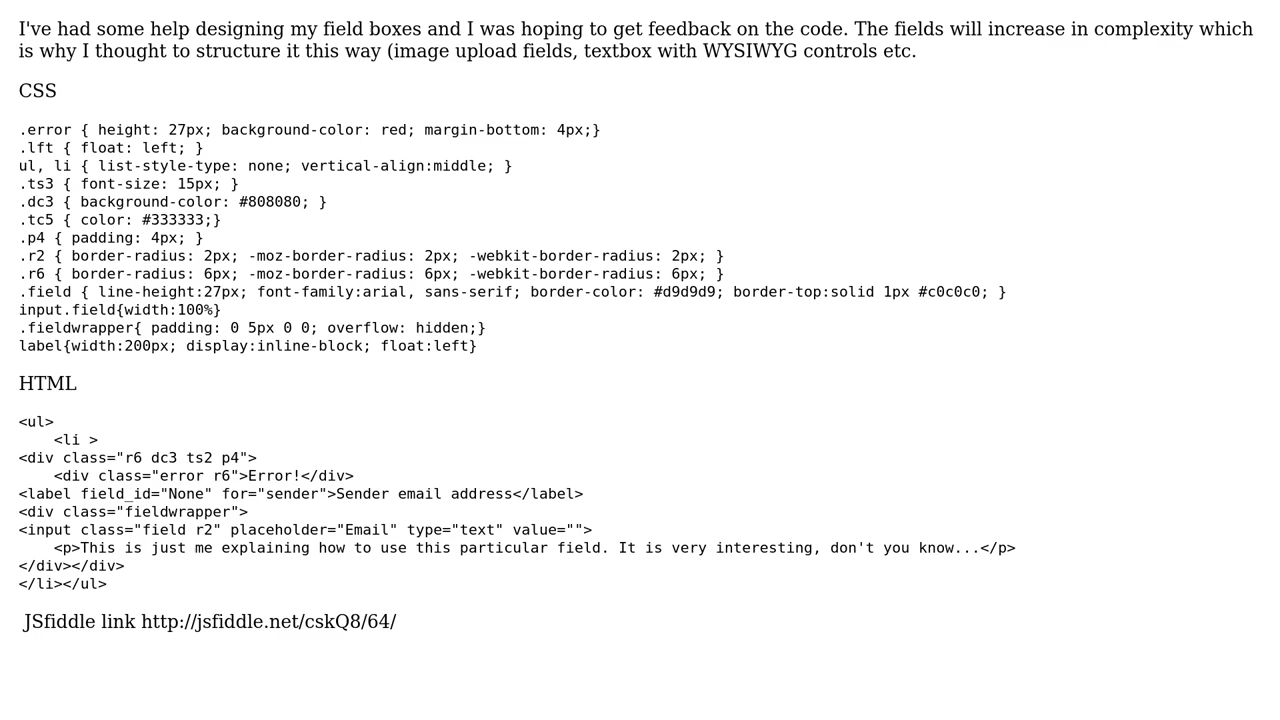 I've had some help designing my field boxes and I was hoping to get feedback on the code. The fields will increase in complexity which
is why I thought to structure it this way (image upload fields, textbox with WYSIWYG controls etc.
CSS
.error { height: 27px; background-color: red; margin-bottom: 4px;}
.lft { float: left; }
ul, li { list-style-type: none; vertical-align:middle; }
.ts3 { font-size: 15px; }
.dc3 { background-color: #808080; }
.tc5 { color: #333333;}
.p4 { padding: 4px; }
.r2 { border-radius: 2px; -moz-border-radius: 2px; -webkit-border-radius: 2px; }
.r6 { border-radius: 6px; -moz-border-radius: 6px; -webkit-border-radius: 6px; }
.field { line-height:27px; font-family:arial, sans-serif; border-color: #d9d9d9; border-top:solid 1px #c0c0c0; }
input.field{width:100%}
.fieldwrapper{ padding: 0 5px 0 0; overflow: hidden;}
label{width:200px; display:inline-block; float:left}
HTML
<ul>
    <li >
<div class="r6 dc3 ts2 p4">
    <div class="error r6">Error!</div>
<label field_id="None" for="sender">Sender email address</label>
<div class="fieldwrapper">
<input class="field r2" placeholder="Email" type="text" value="">
    <p>This is just me explaining how to use this particular field. It is very interesting, don't you know...</p>
</div></div>
</li></ul>
JSfiddle link http://jsfiddle.net/cskQ8/64/